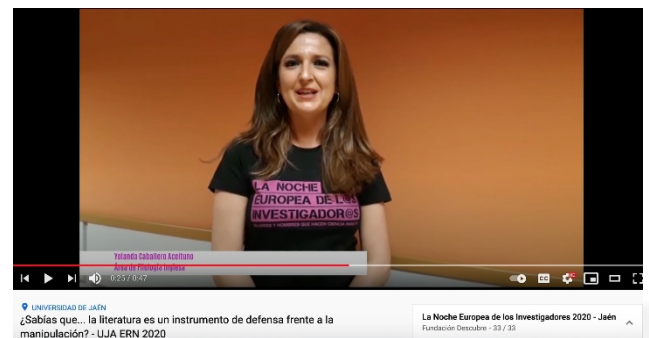 LA NOCHE
EUROPEA DE L@S
INVESTIGADOR@S
Yolanda Caballero Aceituno
Área de Filología Inglesa
0:25 / 0:47
UNIVERSIDAD DE JAÉN
¿Sabías que... la literatura es un instrumento de defensa frente a la
manipulación? - UJA ERN 2020
La Noche Europea de los Investigadores 2020 - Jaén
Fundación Descubre - 33 / 33